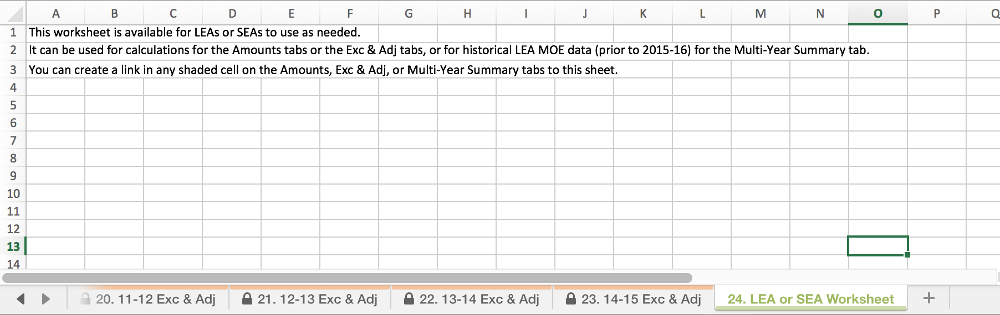 A B C D E F G H I J K L M N O P Q
1 This worksheet is available for LEAs or SEAs to use as needed.
2 It can be used for calculations for the Amounts tabs or the Exc & Adj tabs, or for historical LEA MOE data (prior to 2015-16) for the Multi-Year Summary tab.
3 You can create a link in any shaded cell on the Amounts, Exc & Adj, or Multi-Year Summary tabs to this sheet.
4
5
6
7
8
9
10
11
12
13
14
20. 11-12 Exc & Adj 21. 12-13 Exc & Adj 22. 13-14 Exc & Adj 23. 14-15 Exc & Adj 24. LEA or SEA Worksheet +